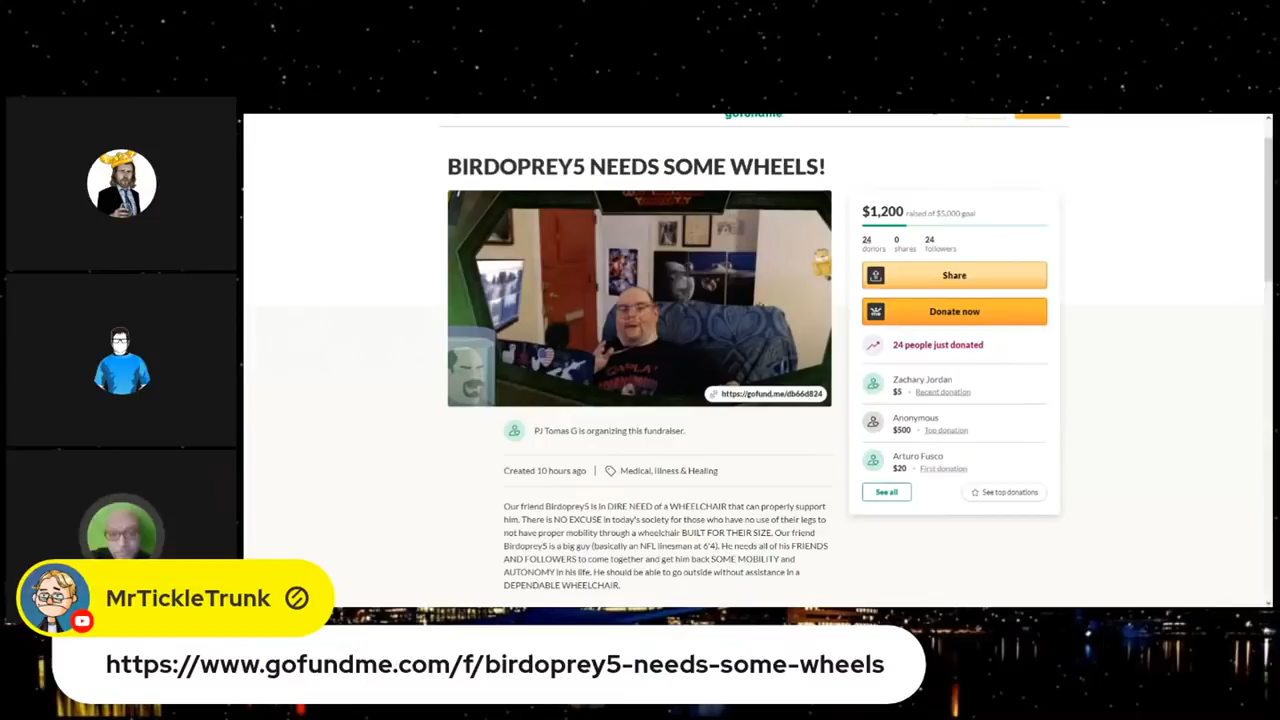 gofundme
BIRDOPREY5 NEEDS SOME WHEELS!
https://gofund.me/db66d824
PJ Tomas G is organizing this fundraiser.
Created 10 hours ago
Medical, Illness & Healing
Our friend Birdoprey5 is in DIRE NEED of a WHEELCHAIR that can properly support
him. There is NO EXCUSE in today's society for those who have no use of their legs to
not have proper mobility through a wheelchair BUILT FOR THEIR SIZE. Our friend
Birdoprey5 is a big guy (basically an NFL linesman at 6'4). He needs all of his FRIENDS
AND FOLLOWERS to come together and get him back SOME MOBILITY and
AUTONOMY in his life. He should be able to go outside without assistance in a
DEPENDABLE WHEELCHAIR.
$1,200 raised of $5,000 goal
24 0 24
donors shares followers
Share
Donate now
24 people just donated
Zachary Jordan
$5 • Recent donation
Anonymous
$500 • Top donation
Arturo Fusco
$20 • First donation
See all
See top donations
MrTickleTrunk
https://www.gofundme.com/f/birdoprey5-needs-some-wheels